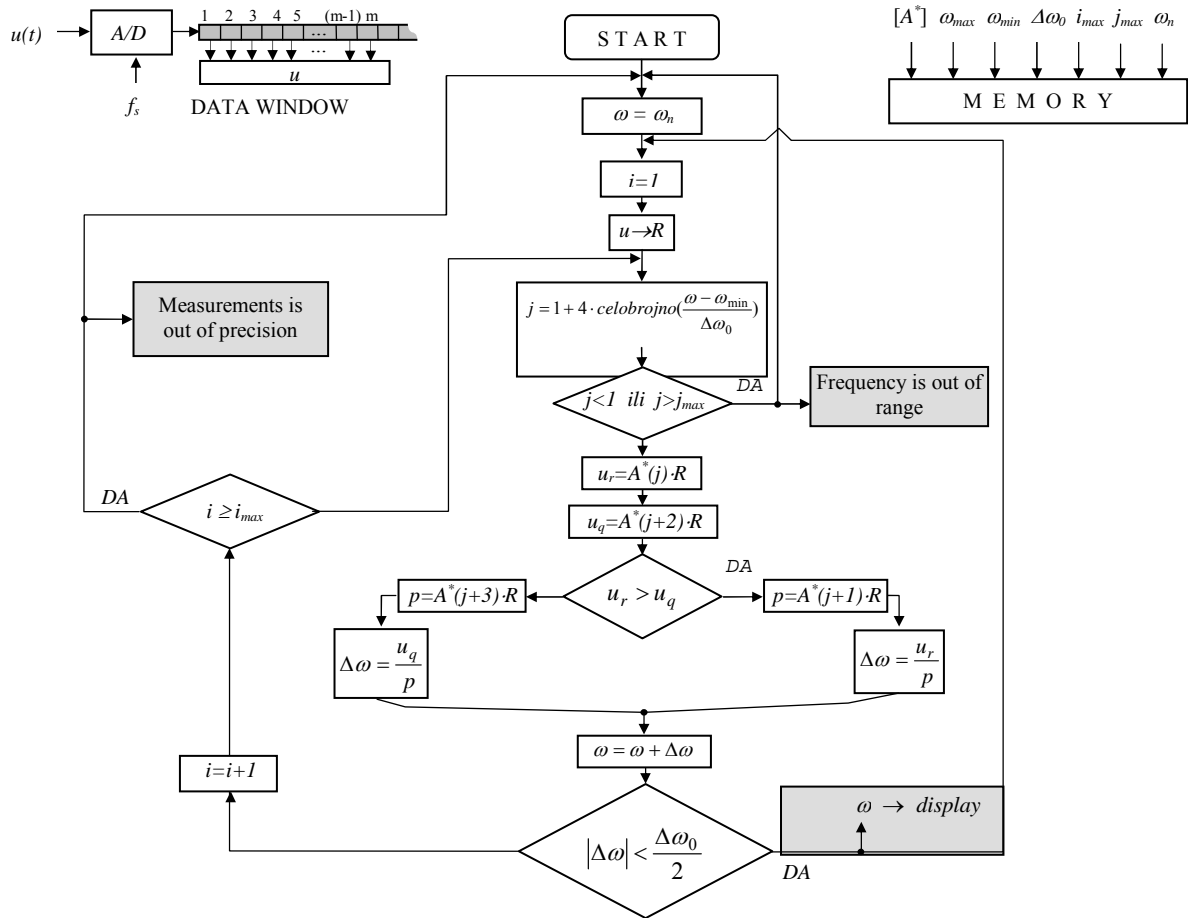 1 2 3 4 5 (m-1) m
u(t)
A/D
...
...
u
f_s
DATA WINDOW
START
[A*] ω_max ω_min Δω_0 i_max j_max ω_n
MEMORY
ω = ω_n
i=1
u→R
Measurements is
out of precision
j = 1 + 4 · celobrojno((ω − ω_min)/Δω_0)
j<1 ili j>j_max
DA
Frequency is out of
range
u_r=A*(j)·R
DA
i ≥ i_max
u_q=A*(j+2)·R
u_r > u_q
DA
p=A*(j+3)·R
p=A*(j+1)·R
Δω = u_q/p
Δω = u_r/p
ω = ω + Δω
i=i+1
ω → display
|Δω| < Δω_0/2
DA